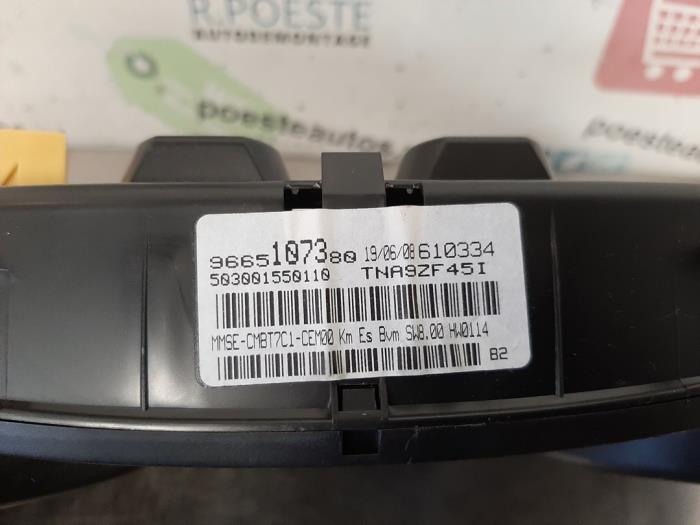 R.POESTE
AUTODEMONTAGE
poesteautos
poeste
9665107380 19/06/08 610334
503001550110 TNA9ZF45I
MMSE-CMBT7C1-CEM00 Km Es Bvm SW8.00 HW0114
B2